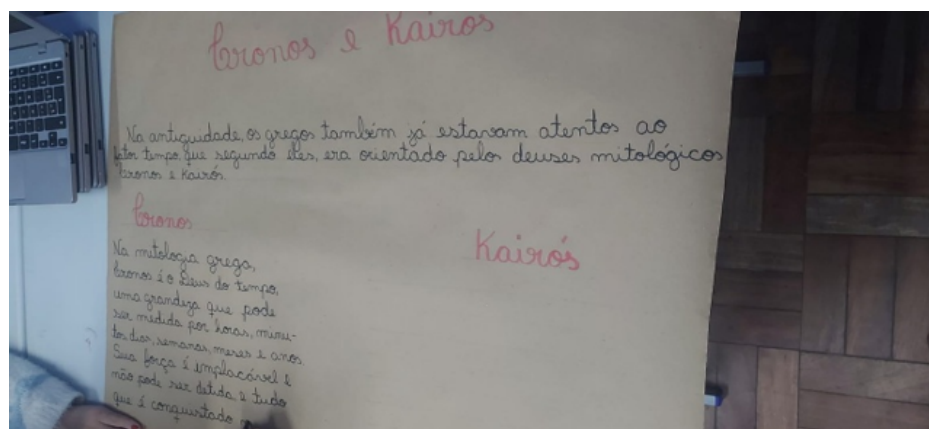 Cronos e Kairós
Na antiguidade, os gregos também já estavam atentos ao
fator tempo que segundo eles, era orientado pelos deuses mitológicos
Cronos e Kairós.
Cronos
Na mitologia grega,
Cronos é o Deus do tempo,
uma grandeza que pode
ser medida por horas, minu-
tos dias, semanas, meses e anos.
Sua força é implacável e
não pode ser detida, e tudo
que é conquistado
Kairós